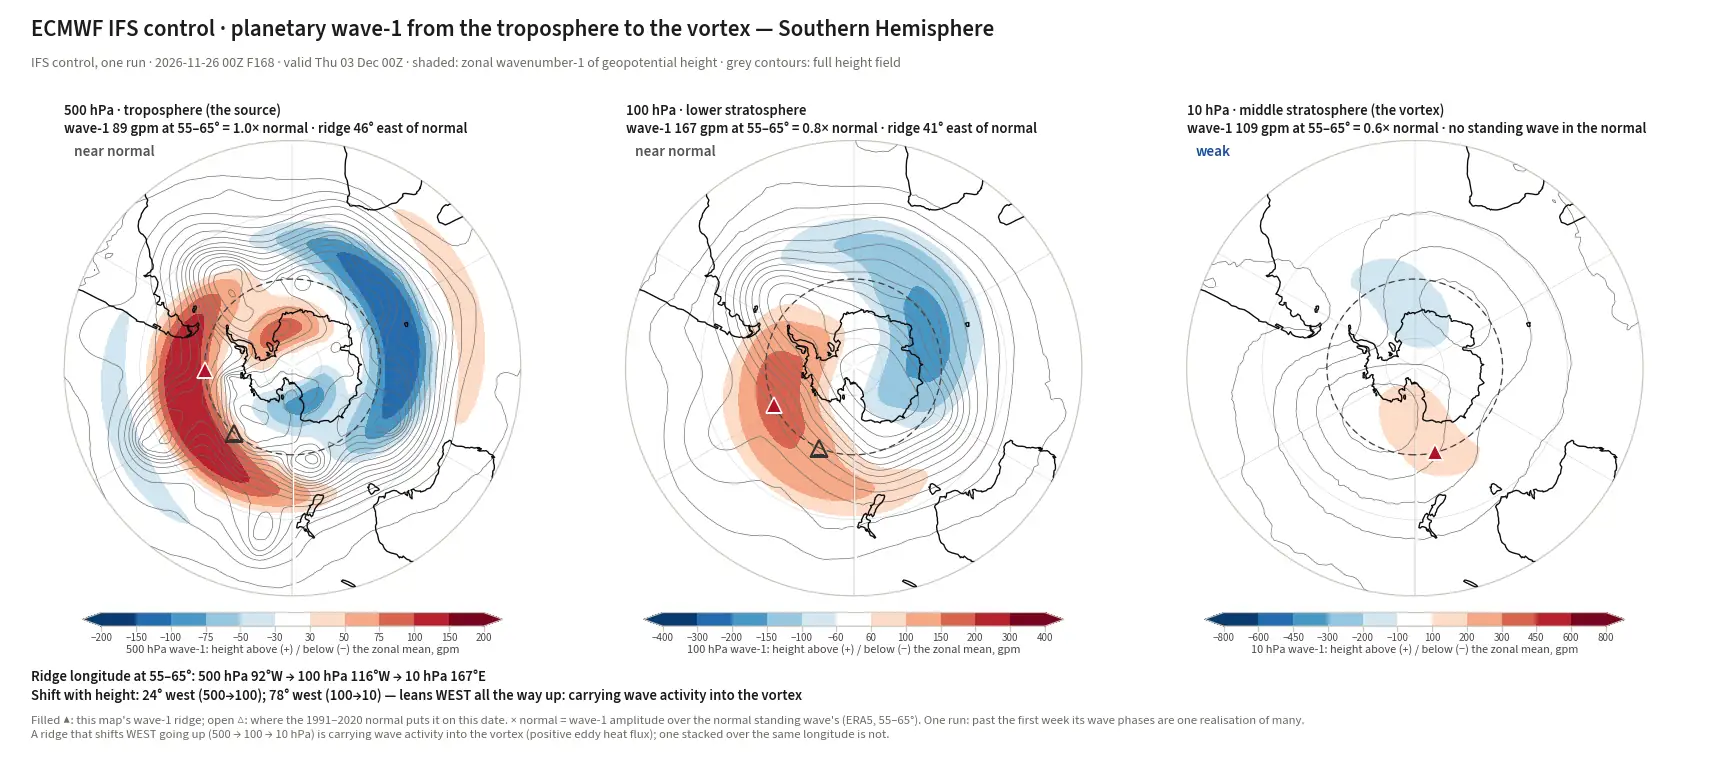 ECMWF IFS control · planetary wave-1 from the troposphere to the vortex — Southern Hemisphere
IFS control, one run · 2026-11-26 00Z F168 · valid Thu 03 Dec 00Z · shaded: zonal wavenumber-1 of geopotential height · grey contours: full height field
500 hPa · troposphere (the source)
wave-1 89 gpm at 55–65° = 1.0× normal · ridge 46° east of normal
near normal
100 hPa · lower stratosphere
wave-1 167 gpm at 55–65° = 0.8× normal · ridge 41° east of normal
near normal
10 hPa · middle stratosphere (the vortex)
wave-1 109 gpm at 55–65° = 0.6× normal · no standing wave in the normal
weak
−200 −150 −100 −75 −50 −30 30 50 75 100 150 200
500 hPa wave-1: height above (+) / below (−) the zonal mean, gpm
−400 −300 −200 −150 −100 −60 60 100 150 200 300 400
100 hPa wave-1: height above (+) / below (−) the zonal mean, gpm
−800 −600 −450 −300 −200 −100 100 200 300 450 600 800
10 hPa wave-1: height above (+) / below (−) the zonal mean, gpm
Ridge longitude at 55–65°: 500 hPa 92°W → 100 hPa 116°W → 10 hPa 167°E
Shift with height: 24° west (500→100); 78° west (100→10) — leans WEST all the way up: carrying wave activity into the vortex
Filled ▲: this map's wave-1 ridge; open △: where the 1991–2020 normal puts it on this date. × normal = wave-1 amplitude over the normal standing wave's (ERA5, 55–65°). One run: past the first week its wave phases are one realisation of many.
A ridge that shifts WEST going up (500 → 100 → 10 hPa) is carrying wave activity into the vortex (positive eddy heat flux); one stacked over the same longitude is not.